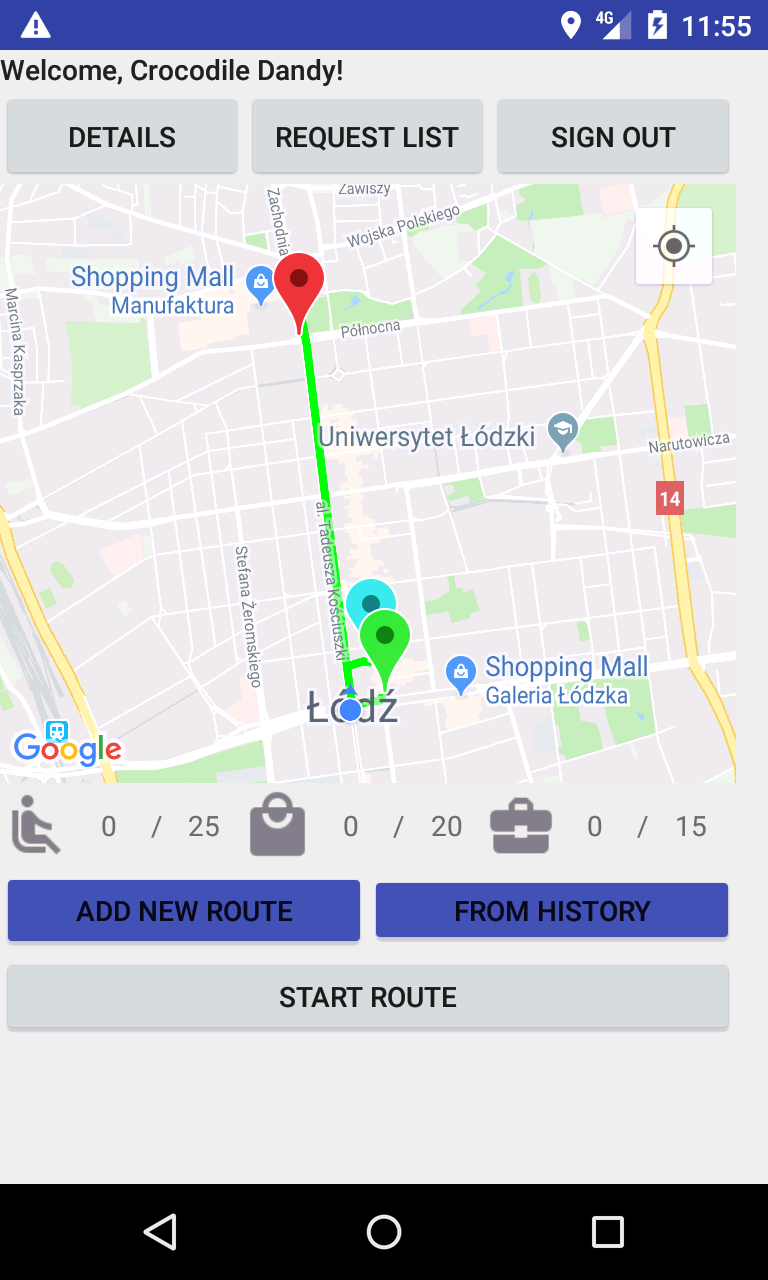 4G 11:55
Welcome, Crocodile Dandy!
DETAILS REQUEST LIST SIGN OUT
Zawiszy
Zachodnia
Wojska Polskiego
Shopping Mall
Manufaktura
Marcina Kasprzaka
Północna
Uniwersytet Łódzki
Narutowicza
14
al. Tadeusza Kościuszki
Stefana Żeromskiego
Shopping Mall
Galeria Łódzka
Łódź
Google
0 / 25 0 / 20 0 / 15
ADD NEW ROUTE FROM HISTORY
START ROUTE